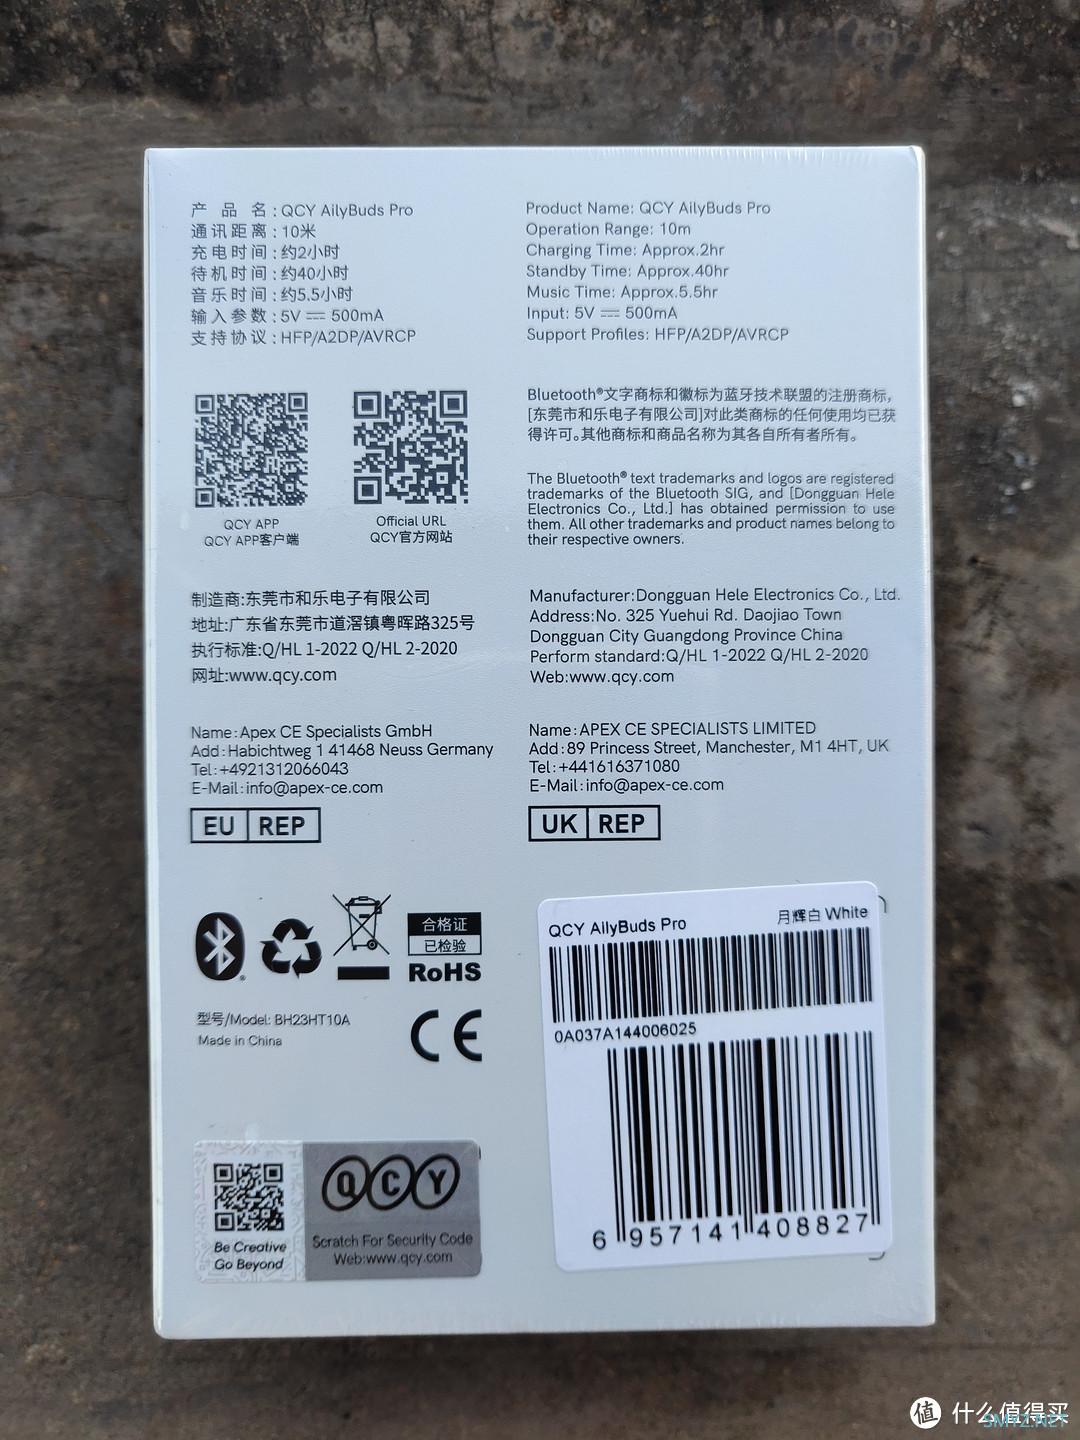 产品名:QCY AilyBuds Pro
通讯距离:10米
充电时间:约2小时
待机时间:约40小时
音乐时间:约5.5小时
输入参数:5V ⎓ 500mA
支持协议:HFP/A2DP/AVRCP
Product Name: QCY AilyBuds Pro
Operation Range: 10m
Charging Time: Approx.2hr
Standby Time: Approx.40hr
Music Time: Approx.5.5hr
Input: 5V ⎓ 500mA
Support Profiles: HFP/A2DP/AVRCP
QCY APP
QCY APP客户端
Official URL
QCY官方网站
Bluetooth®文字商标和徽标为蓝牙技术联盟的注册商标,
[东莞市和乐电子有限公司]对此类商标的任何使用均已获
得许可。其他商标和商品名称为其各自所有者所有。
The Bluetooth® text trademarks and logos are registered
trademarks of the Bluetooth SIG, and [Dongguan Hele
Electronics Co., Ltd.] has obtained permission to use
them. All other trademarks and product names belong to
their respective owners.
制造商:东莞市和乐电子有限公司
地址:广东省东莞市道滘镇粤晖路325号
执行标准:Q/HL 1-2022 Q/HL 2-2020
网址:www.qcy.com
Manufacturer:Dongguan Hele Electronics Co., Ltd.
Address:No. 325 Yuehui Rd. Daojiao Town
Dongguan City Guangdong Province China
Perform standard:Q/HL 1-2022 Q/HL 2-2020
Web:www.qcy.com
Name:Apex CE Specialists GmbH
Add:Habichtweg 1 41468 Neuss Germany
Tel:+4921312066043
E-Mail:info@apex-ce.com
EU REP
Name:APEX CE SPECIALISTS LIMITED
Add:89 Princess Street, Manchester, M1 4HT, UK
Tel:+441616371080
E-Mail:info@apex-ce.com
UK REP
合格证
已检验
RoHS
型号/Model: BH23HT10A
Made in China
CE
QCY AilyBuds Pro 月辉白 White
0A037A144006025
6 957141 408827
Be Creative
Go Beyond
QCY
Scratch For Security Code
Web:www.qcy.com
值 什么值得买
SMYZ.NET